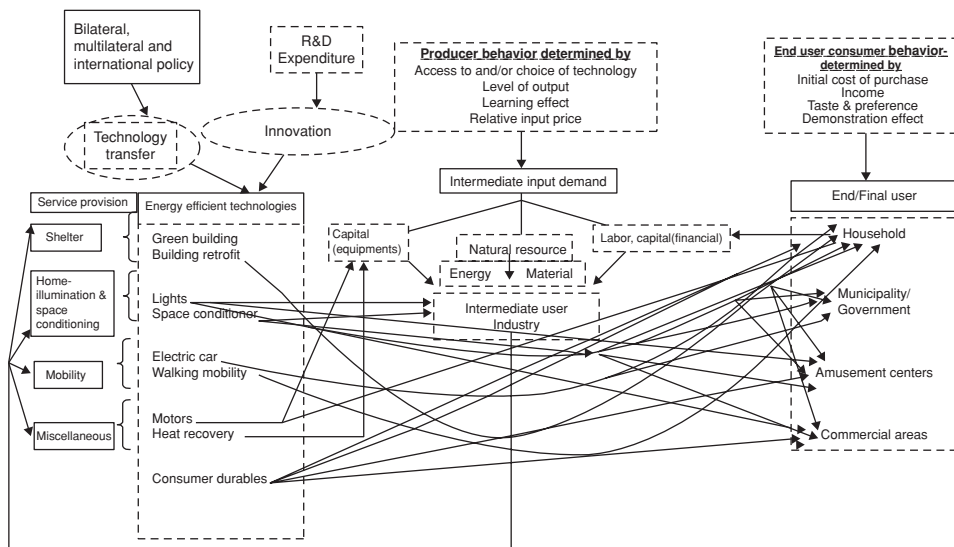 Bilateral,
multilateral and
international policy
R&D
Expenditure
Producer behavior determined by
Access to and/or choice of technology
Level of output
Learning effect
Relative input price
End user consumer behavior-
determined by
Initial cost of purchase
Income
Taste & preference
Demonstration effect
Technology
transfer
Innovation
Intermediate input demand
Service provision
Energy efficient technologies
End/Final user
Shelter
Green building
Building retrofit
Capital
(equipments)
Natural resource
Labor, capital(financial)
Household
Energy
Material
Home-
illumination &
space
conditioning
Lights
Space conditioner
Intermediate user
Industry
Municipality/
Government
Mobility
Electric car
Walking mobility
Amusement centers
Miscellaneous
Motors
Heat recovery
Commercial areas
Consumer durables